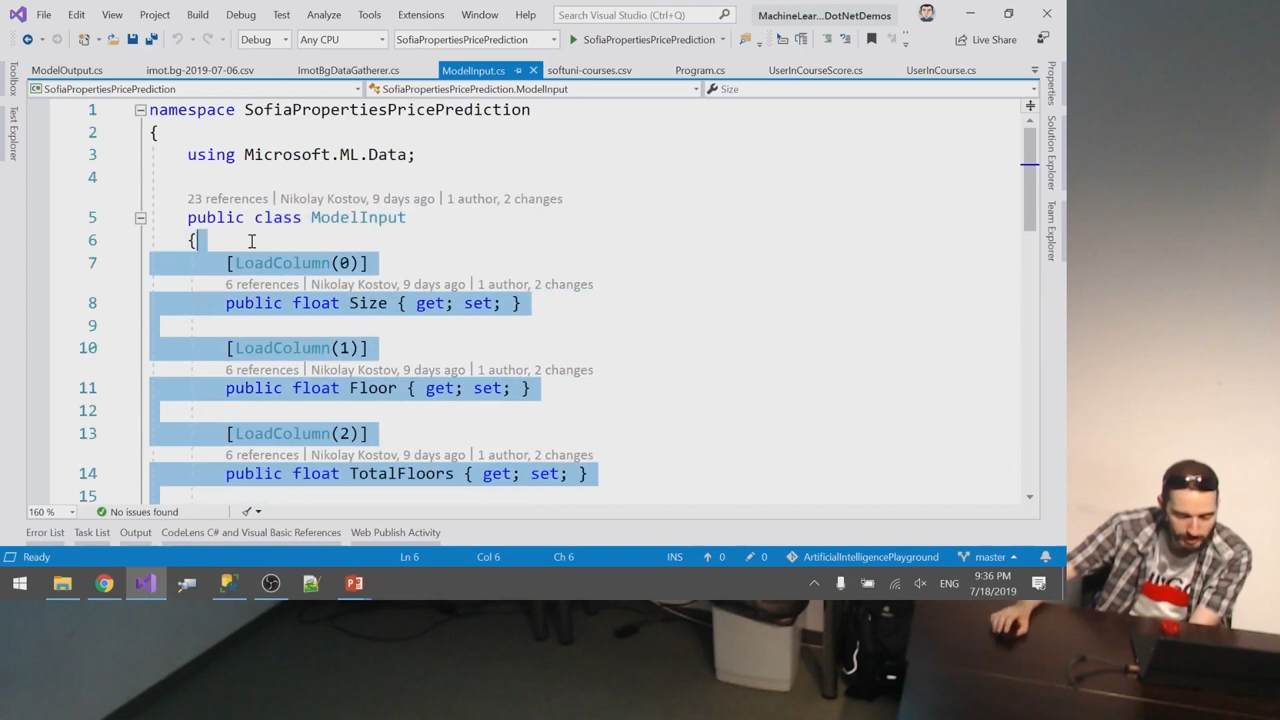 File Edit View Project Build Debug Test Analyze Tools Extensions Window Help Search Visual Studio (Ctrl+Q) MachineLear...DotNetDemos
Debug Any CPU SofiaPropertiesPricePrediction SofiaPropertiesPricePrediction Live Share
ModelOutput.cs imot.bg-2019-07-06.csv ImotBgDataGatherer.cs ModelInput.cs softuni-courses.csv Program.cs UserInCourseScore.cs UserInCourse.cs
SofiaPropertiesPricePrediction SofiaPropertiesPricePrediction.ModelInput Size
Toolbox
Test Explorer
Properties
Solution Explorer
Team Explorer
1 namespace SofiaPropertiesPricePrediction
2 {
3 using Microsoft.ML.Data;
4
23 references | Nikolay Kostov, 9 days ago | 1 author, 2 changes
5 public class ModelInput
6 {
7 [LoadColumn(0)]
6 references | Nikolay Kostov, 9 days ago | 1 author, 2 changes
8 public float Size { get; set; }
9
10 [LoadColumn(1)]
6 references | Nikolay Kostov, 9 days ago | 1 author, 2 changes
11 public float Floor { get; set; }
12
13 [LoadColumn(2)]
6 references | Nikolay Kostov, 9 days ago | 1 author, 2 changes
14 public float TotalFloors { get; set; }
15
160 % No issues found
Error List Task List Output CodeLens C# and Visual Basic References Web Publish Activity
Ready Ln 6 Col 6 Ch 6 INS 0 0 ArtificialIntelligencePlayground master
ENG 9:36 PM
7/18/2019